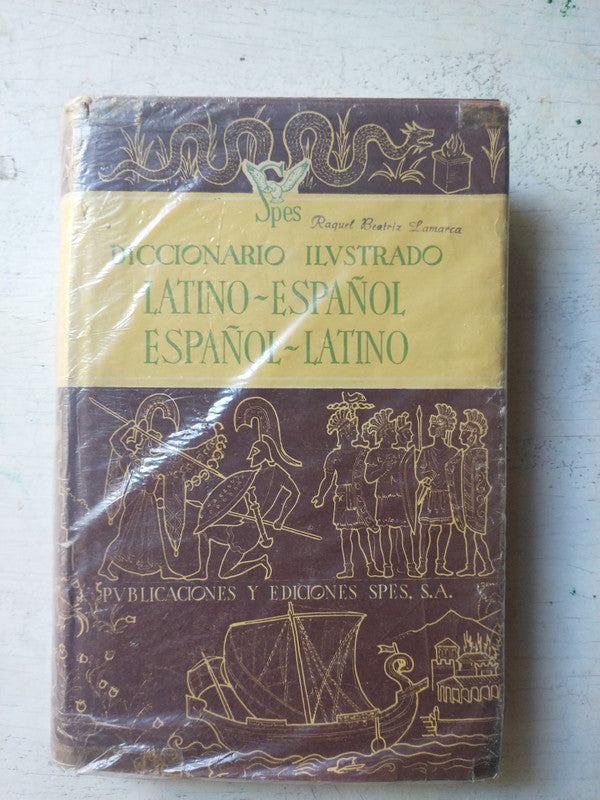 Spes
Raquel Beatriz Lamarca
DICCIONARIO ILVSTRADO
LATINO~ESPAÑOL
ESPAÑOL~LATINO
PVBLICACIONES Y EDICIONES SPES, S.A.